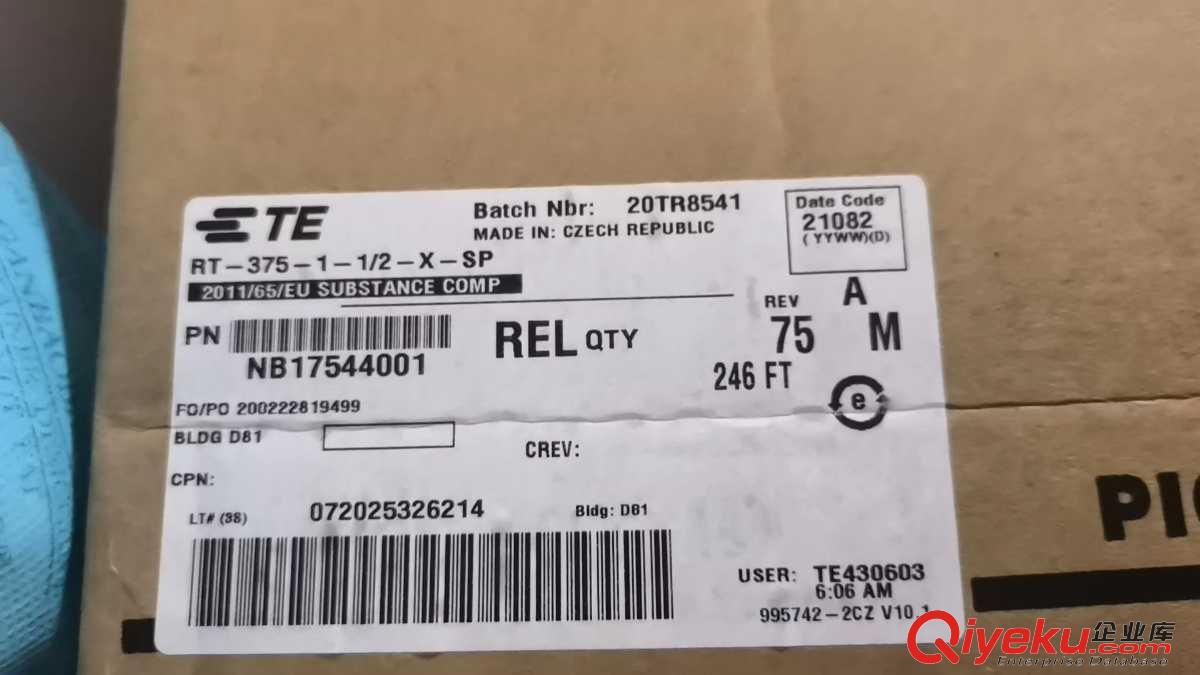 TE
Batch Nbr: 20TR8541
MADE IN: CZECH REPUBLIC
Date Code
21082
(YYWW)(D)
RT-375-1-1/2-X-SP
2011/65/EU SUBSTANCE COMP
REV A
PN
NB17544001
REL QTY 75 M
246 FT
e
FO/PO 200222819499
BLDG D81
CREV:
CPN:
LT# (3S) 072025326214 Bldg: D81
USER: TE430603
6:06 AM
995742-2CZ V10.1
Qiyeku企业库.com
Enterprise Database